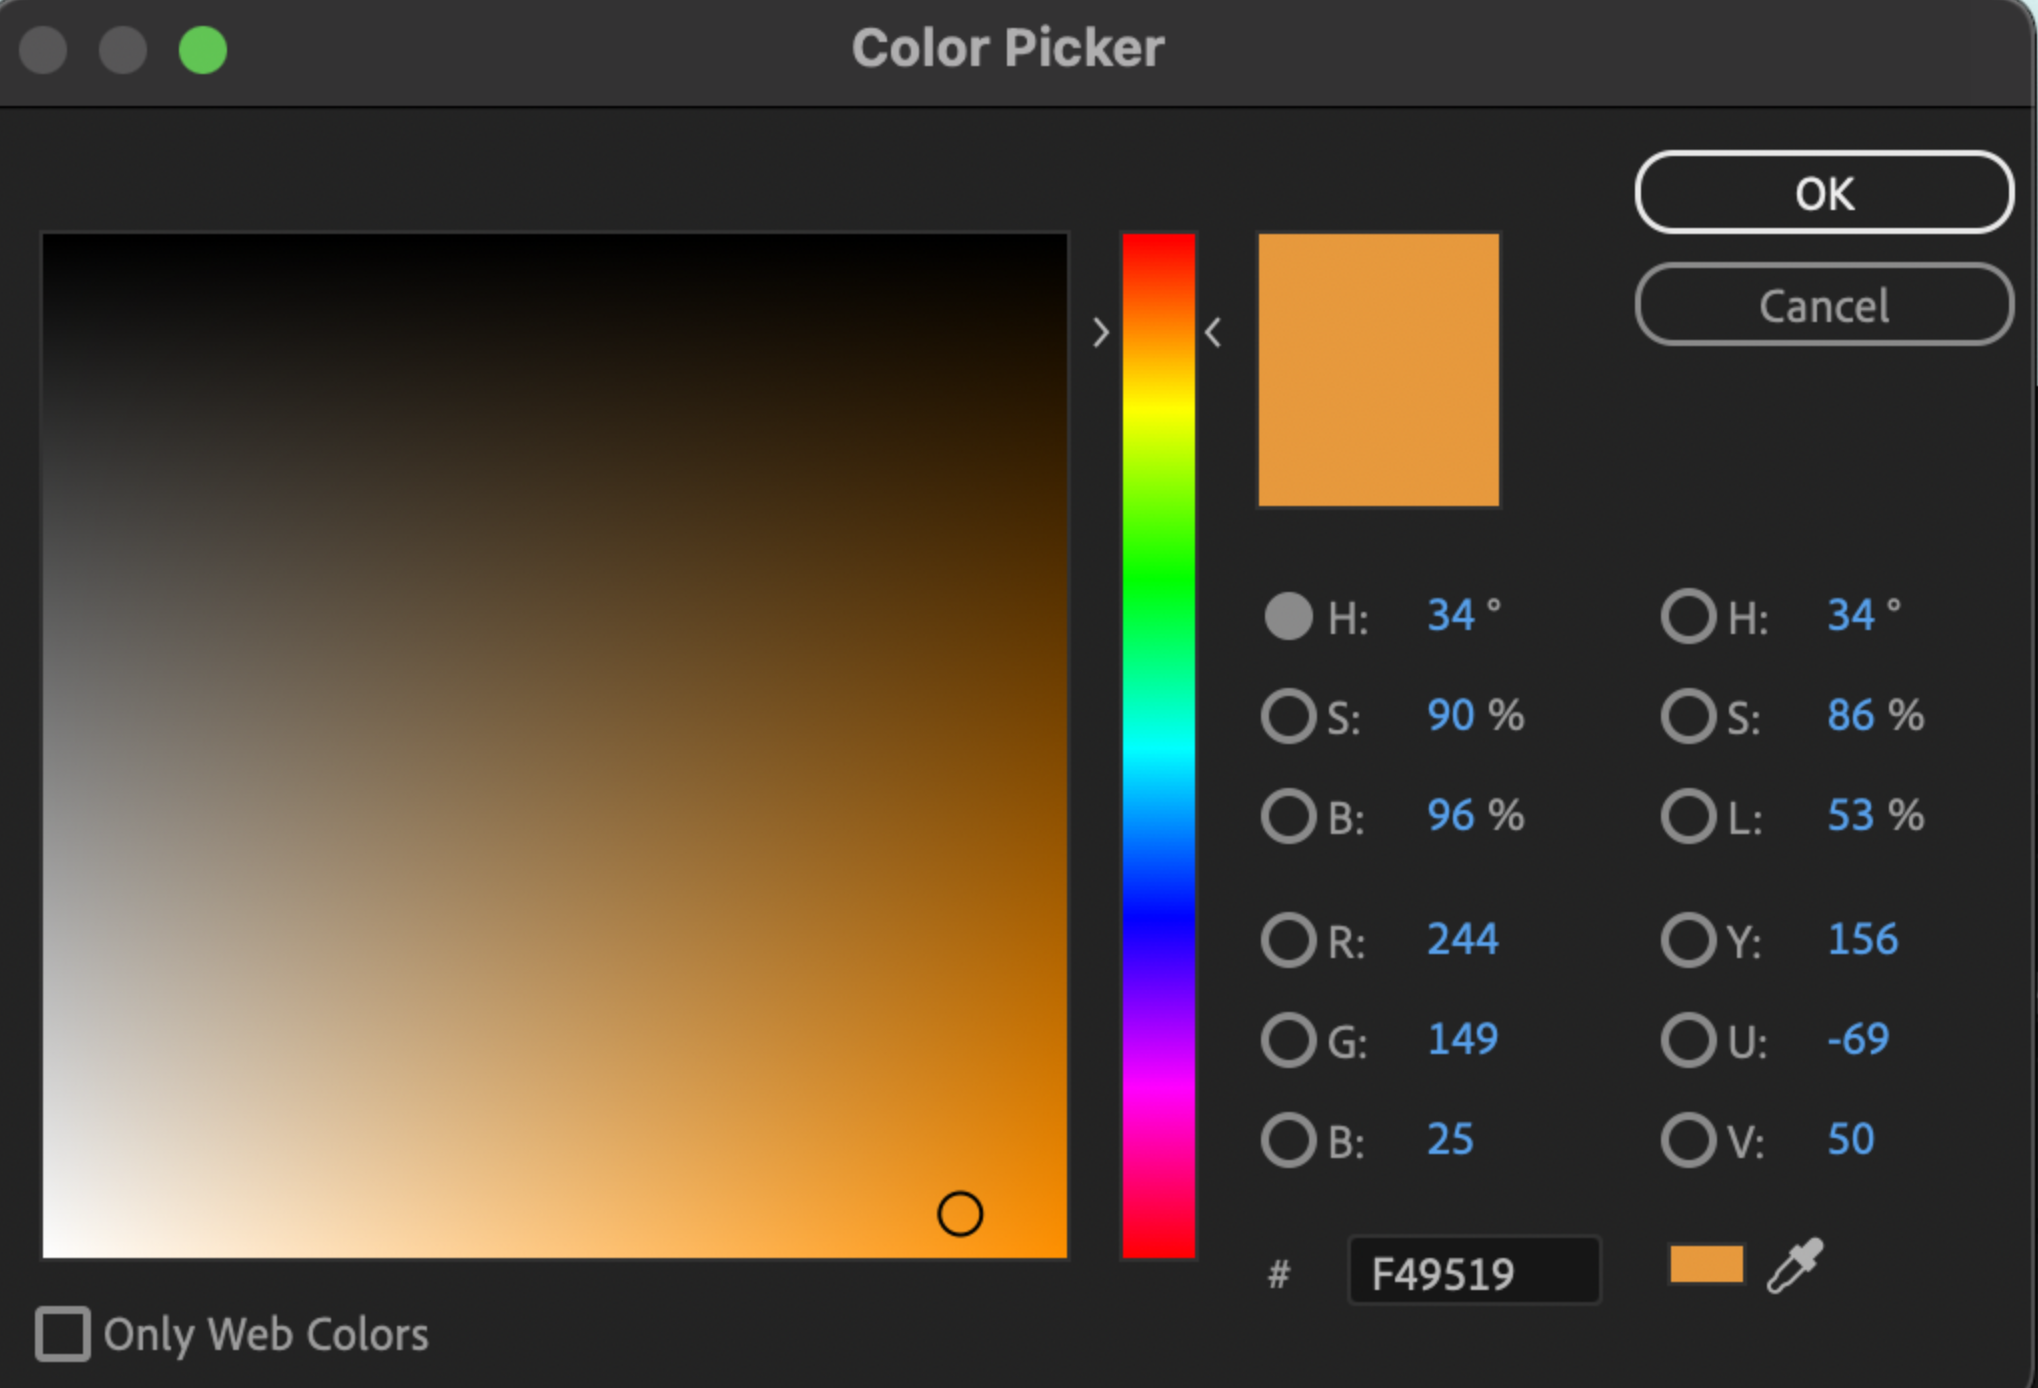 Color Picker
OK
Cancel
H: 34 ° H: 34 °
S: 90 % S: 86 %
B: 96 % L: 53 %
R: 244 Y: 156
G: 149 U: -69
B: 25 V: 50
# F49519
Only Web Colors